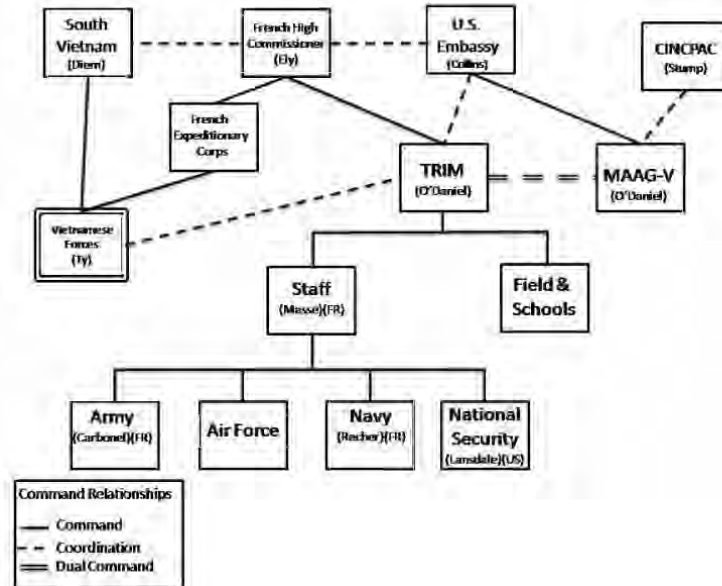 South
Vietnam
(Diem)
French High
Commissioner
(Ely)
U.S.
Embassy
(Collins)
CINCPAC
(Stump)
French
Expeditionary
Corps
TRIM
(O'Daniel)
MAAG-V
(O'Daniel)
Vietnamese
Forces
(Ty)
Staff
(Masse)(FR)
Field &
Schools
Army
(Carbonel)(FR)
Air Force
Navy
(Recher)(FR)
National
Security
(Lansdale)(US)
Command Relationships
Command
Coordination
Dual Command